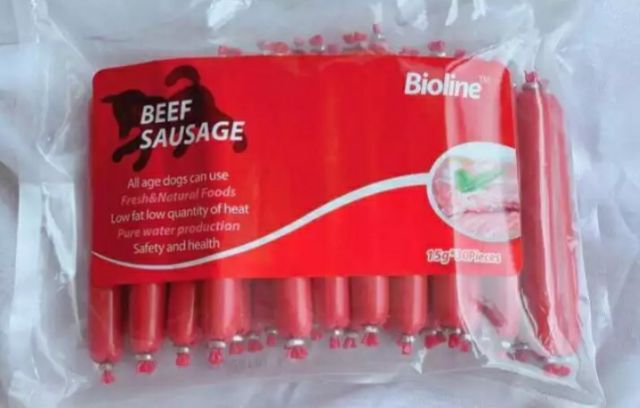 Bioline™
BEEF
SAUSAGE
All age dogs can use
Fresh&Natural Foods
Low fat low quantity of heat
Pure water production
Safety and health
15g*30Pieces